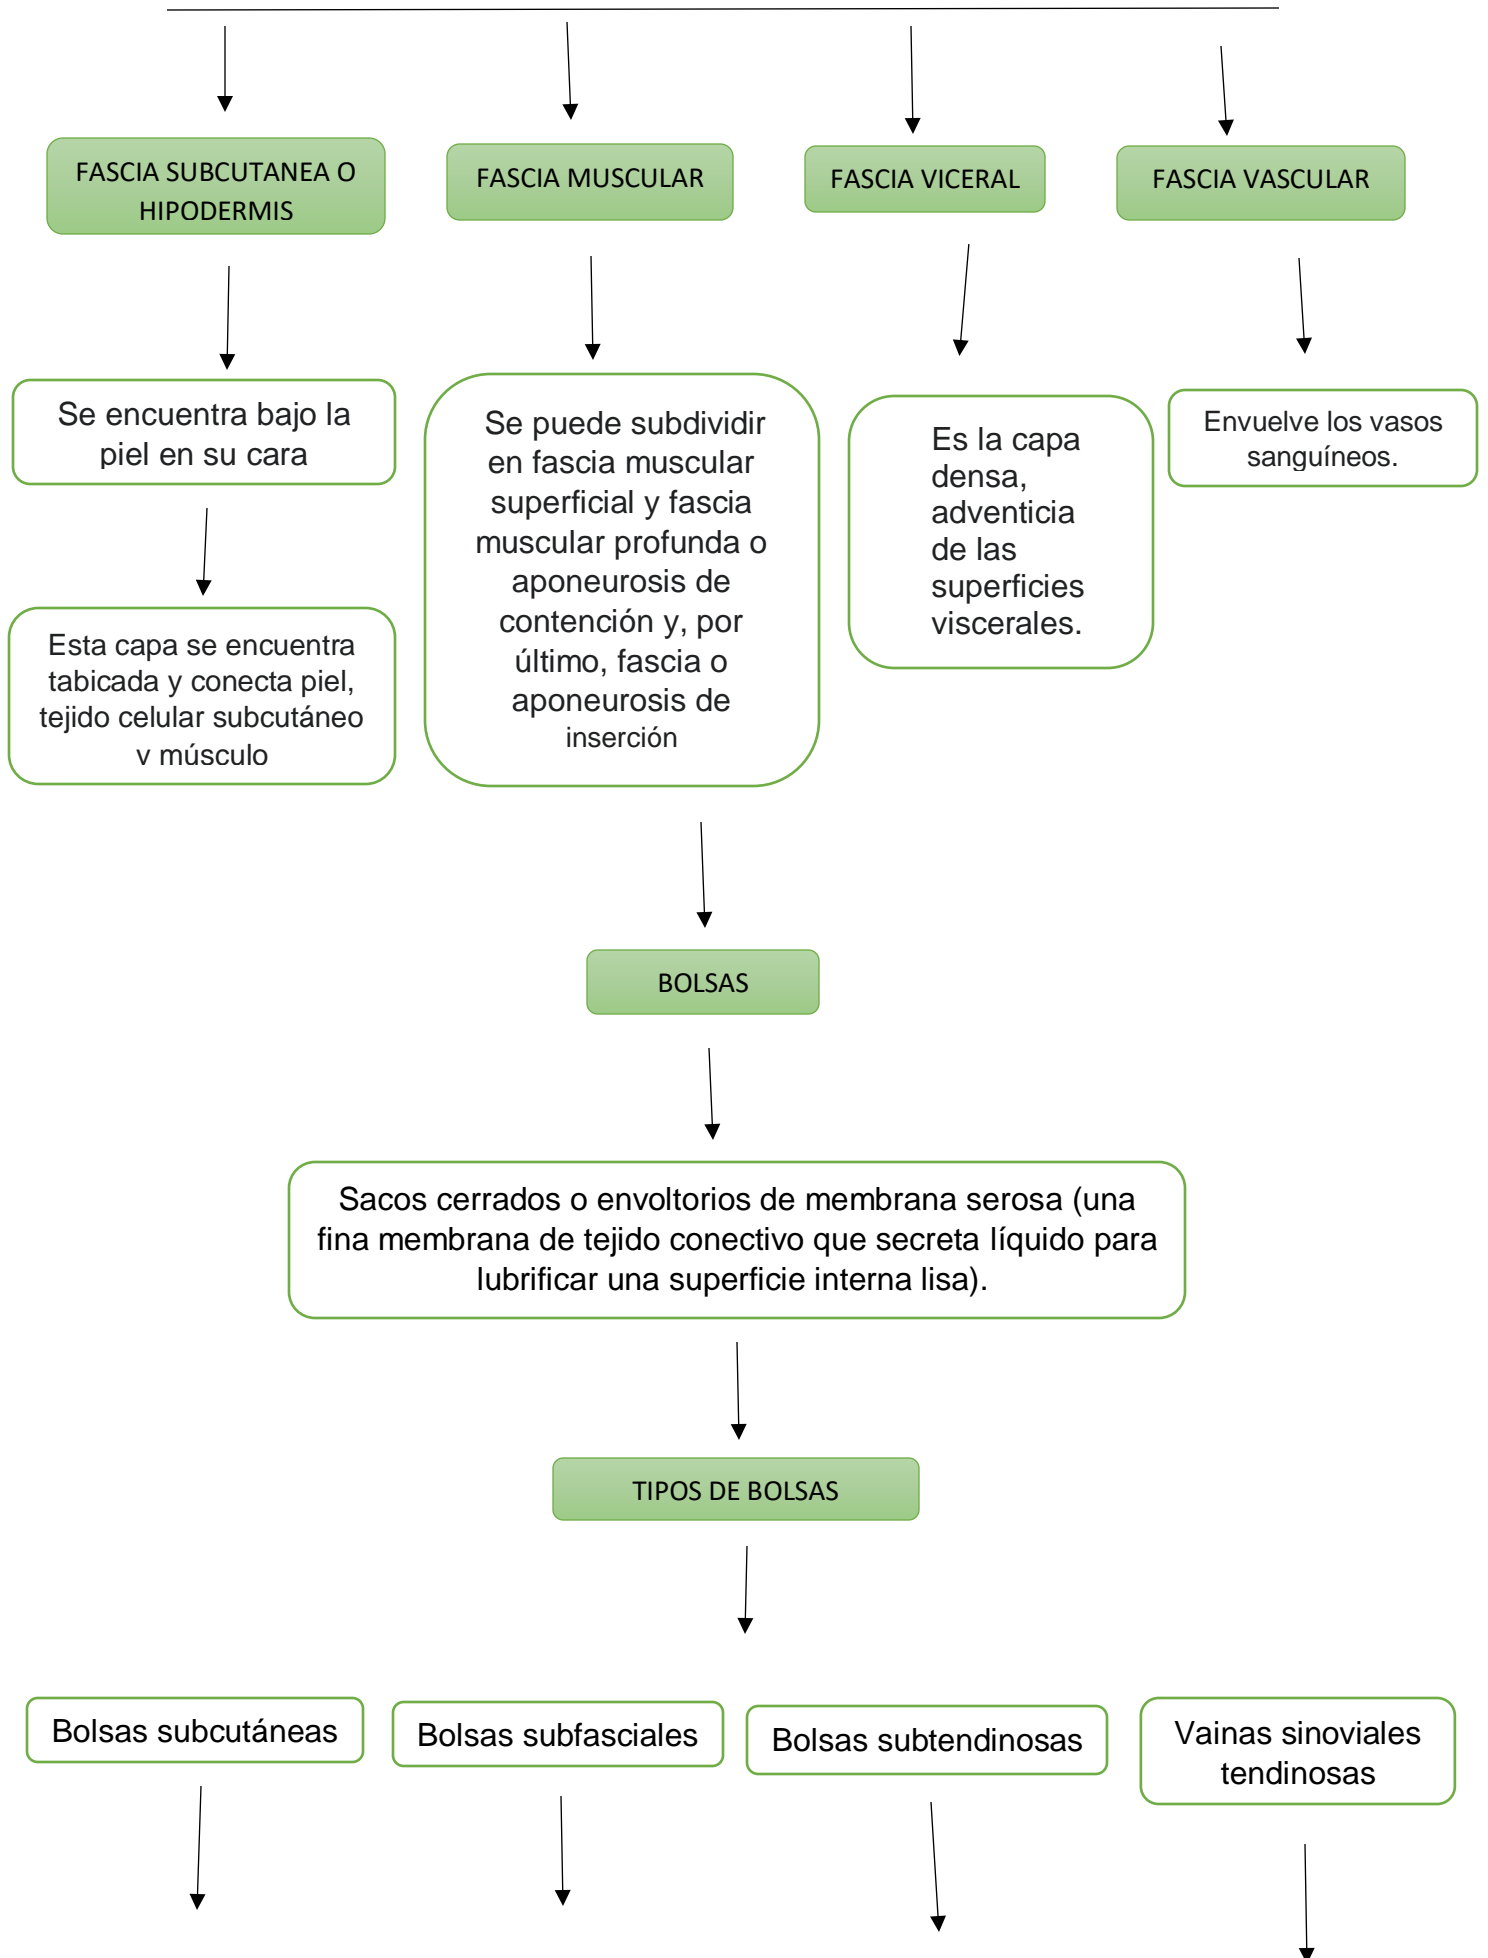 FASCIA SUBCUTANEA O
HIPODERMIS
FASCIA MUSCULAR
FASCIA VICERAL
FASCIA VASCULAR
Se encuentra bajo la
piel en su cara
Esta capa se encuentra
tabicada y conecta piel,
tejido celular subcutáneo
y músculo
Se puede subdividir
en fascia muscular
superficial y fascia
muscular profunda o
aponeurosis de
contención y, por
último, fascia o
aponeurosis de
inserción
Es la capa
densa,
adventicia
de las
superficies
viscerales.
Envuelve los vasos
sanguíneos.
BOLSAS
Sacos cerrados o envoltorios de membrana serosa (una
fina membrana de tejido conectivo que secreta líquido para
lubrificar una superficie interna lisa).
TIPOS DE BOLSAS
Bolsas subcutáneas
Bolsas subfasciales
Bolsas subtendinosas
Vainas sinoviales
tendinosas